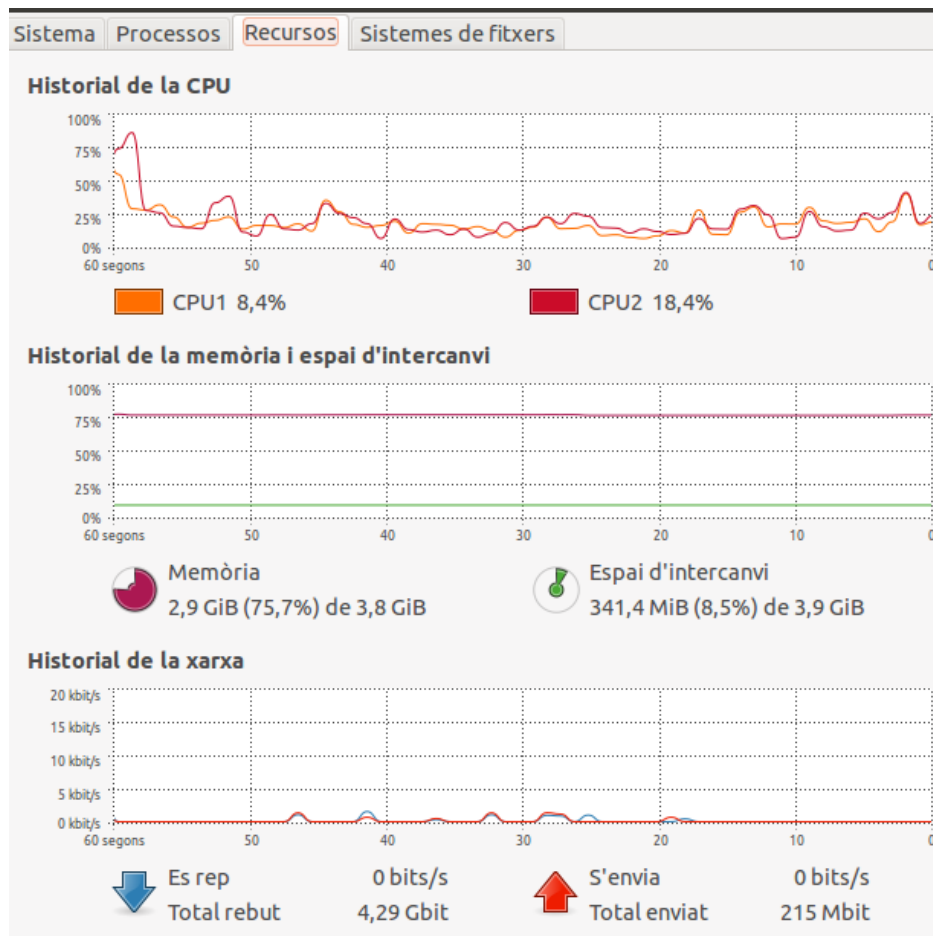 Sistema Processos Recursos Sistemes de fitxers
Historial de la CPU
100%
75%
50%
25%
0%
60 segons 50 40 30 20 10 0
CPU1 8,4% CPU2 18,4%
Historial de la memòria i espai d'intercanvi
100%
75%
50%
25%
0%
60 segons 50 40 30 20 10 0
Memòria
2,9 GiB (75,7%) de 3,8 GiB
Espai d'intercanvi
341,4 MiB (8,5%) de 3,9 GiB
Historial de la xarxa
20 kbit/s
15 kbit/s
10 kbit/s
5 kbit/s
0 kbit/s
60 segons 50 40 30 20 10 0
Es rep 0 bits/s
Total rebut 4,29 Gbit
S'envia 0 bits/s
Total enviat 215 Mbit